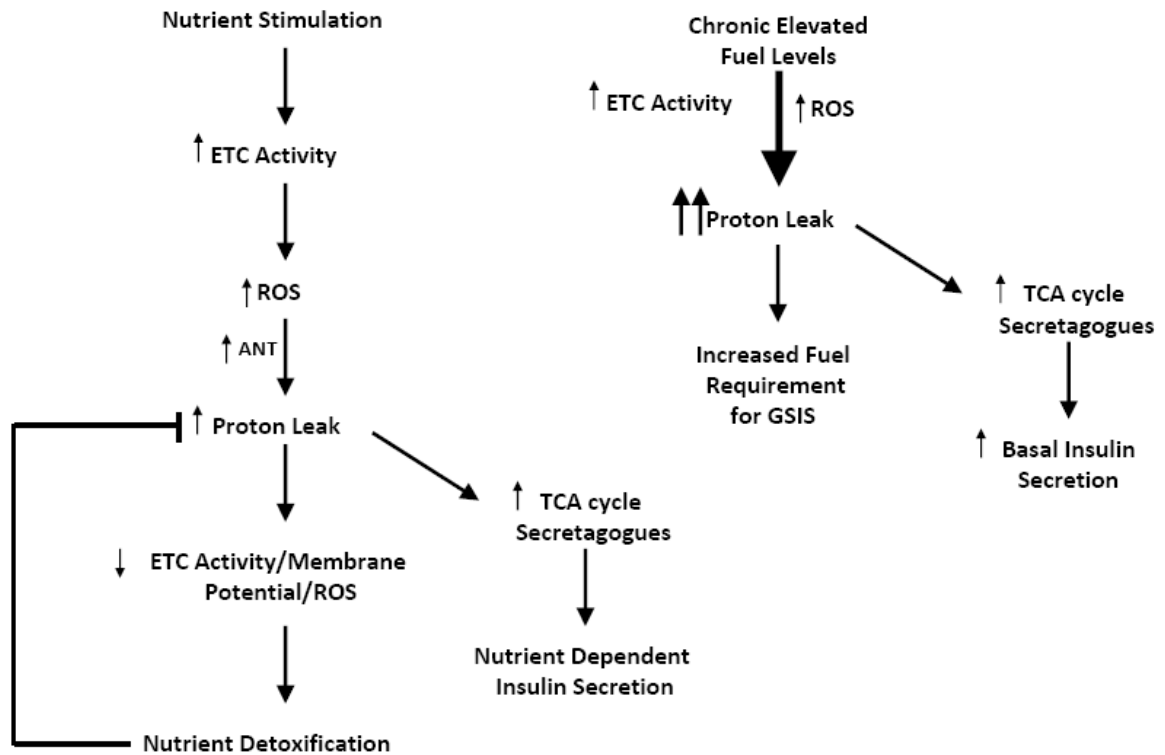 Nutrient Stimulation
ETC Activity
ROS
ANT
Proton Leak
ETC Activity/Membrane
Potential/ROS
Nutrient Detoxification
TCA cycle
Secretagogues
Nutrient Dependent
Insulin Secretion
Chronic Elevated
Fuel Levels
ETC Activity
ROS
Proton Leak
Increased Fuel
Requirement
for GSIS
TCA cycle
Secretagogues
Basal Insulin
Secretion